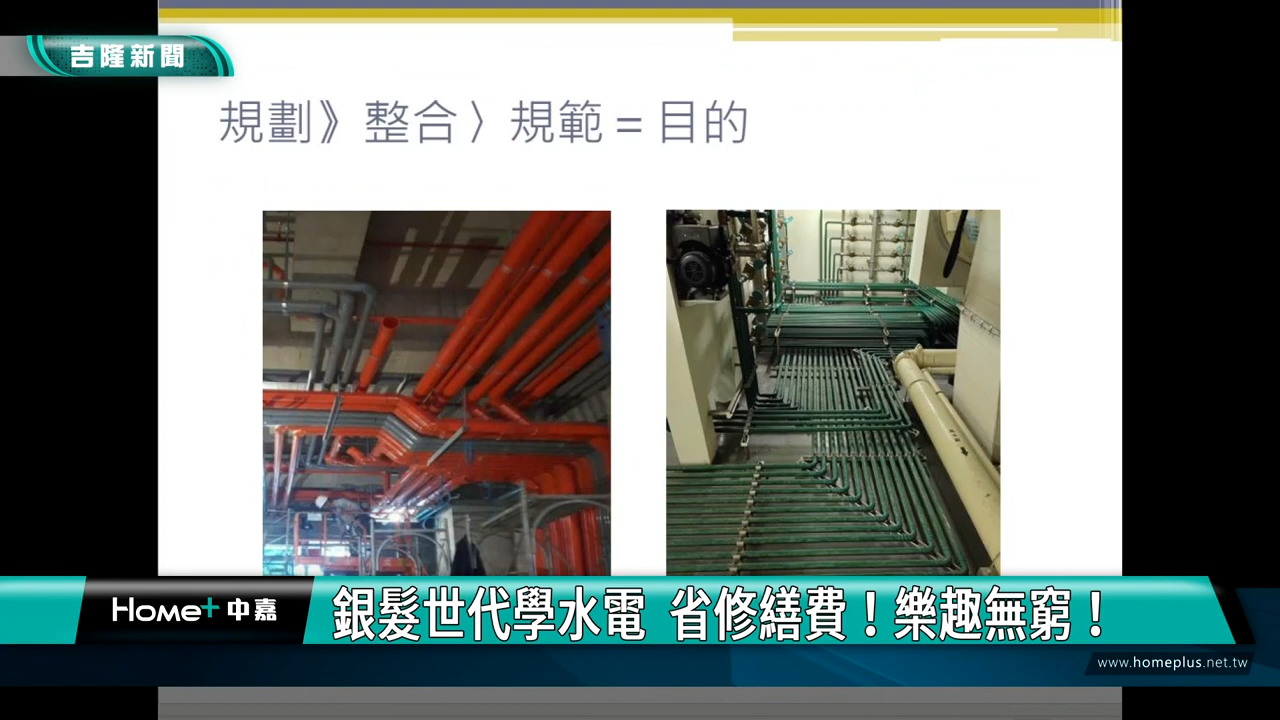 吉隆新聞
規劃》整合〉規範=目的
Home+中嘉
銀髮世代學水電 省修繕費!樂趣無窮!
www.homeplus.net.tw